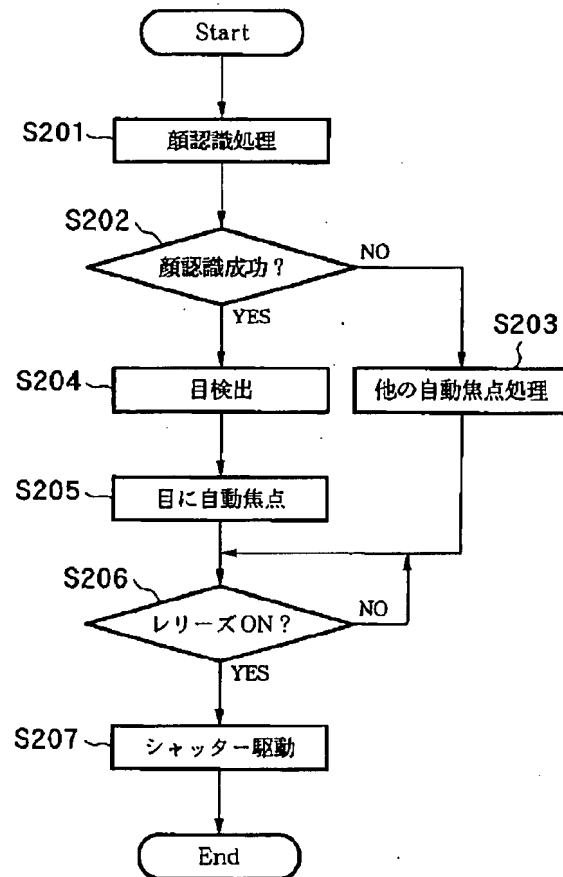 Start
S201
顔認識処理
S202
顔認識成功？
NO
YES
S203
S204
目検出
他の自動焦点処理
S205
目に自動焦点
S206
レリーズON？
NO
YES
S207
シャッター駆動
End